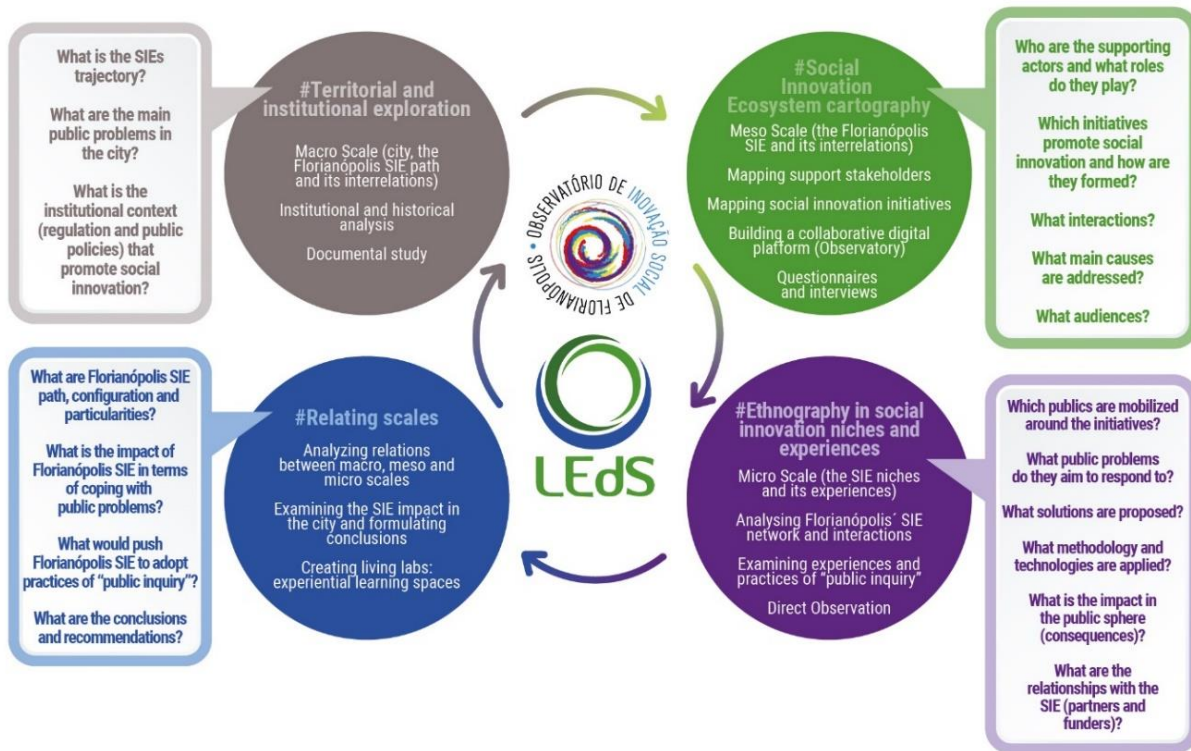 What is the SIEs
trajectory?
What are the main
public problems in
the city?
What is the
institutional context
(regulation and public
policies) that
promote social
innovation?
#Territorial and
institutional exploration
Macro Scale (city, the
Florianópolis SIE path
and its interrelations)
Institutional and historical
analysis
Documental study
OBSERVATÓRIO DE INOVAÇÃO SOCIAL DE FLORIANÓPOLIS •
#Social
Innovation
Ecosystem cartography
Meso Scale (the Florianópolis
SIE and its interrelations)
Mapping support stakeholders
Mapping social innovation initiatives
Building a collaborative digital
platform (Observatory)
Questionnaires
and interviews
Who are the supporting
actors and what roles
do they play?
Which initiatives
promote social
innovation and how are
they formed?
What interactions?
What main causes
are addressed?
What audiences?
What are Florianópolis SIE
path, configuration and
particularities?
What is the impact of
Florianópolis SIE in terms
of coping with
public problems?
What would push
Florianópolis SIE to adopt
practices of “public inquiry”?
What are the conclusions
and recommendations?
#Relating scales
Analyzing relations
between macro, meso and
micro scales
Examining the SIE impact in
the city and formulating
conclusions
Creating living labs:
experiential learning spaces
LEdS
#Ethnography in social
innovation niches and
experiences
Micro Scale (the SIE niches
and its experiences)
Analysing Florianópolis´ SIE
network and interactions
Examining experiences and
practices of “public inquiry”
Direct Observation
Which publics are mobilized
around the initiatives?
What public problems
do they aim to respond to?
What solutions are proposed?
What methodology and
technologies are applied?
What is the impact in
the public sphere
(consequences)?
What are the
relationships with the
SIE (partners and
funders)?